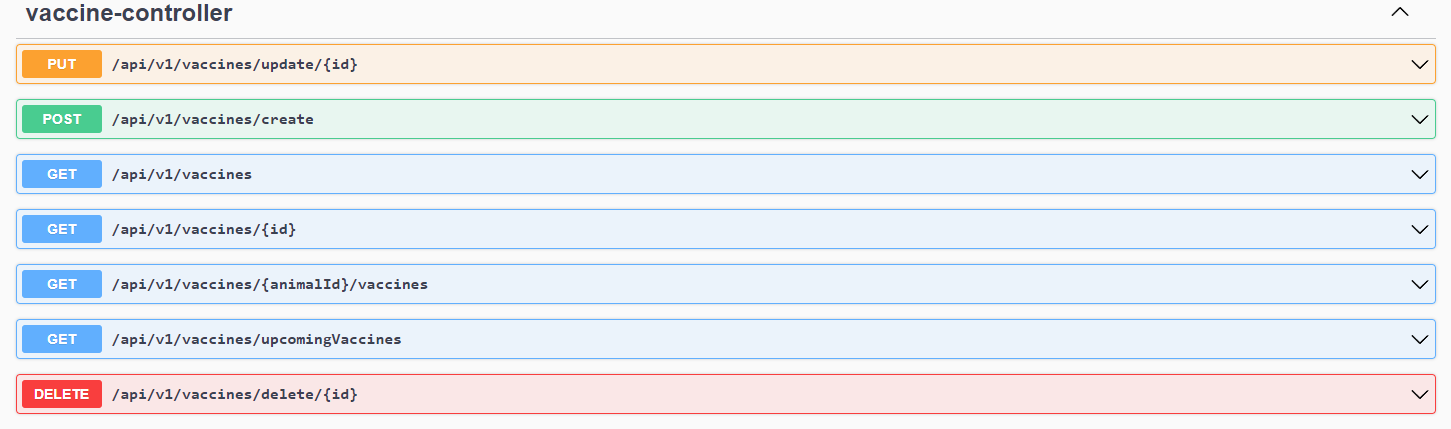 vaccine-controller
PUT /api/v1/vaccines/update/{id}
POST /api/v1/vaccines/create
GET /api/v1/vaccines
GET /api/v1/vaccines/{id}
GET /api/v1/vaccines/{animalId}/vaccines
GET /api/v1/vaccines/upcomingVaccines
DELETE /api/v1/vaccines/delete/{id}